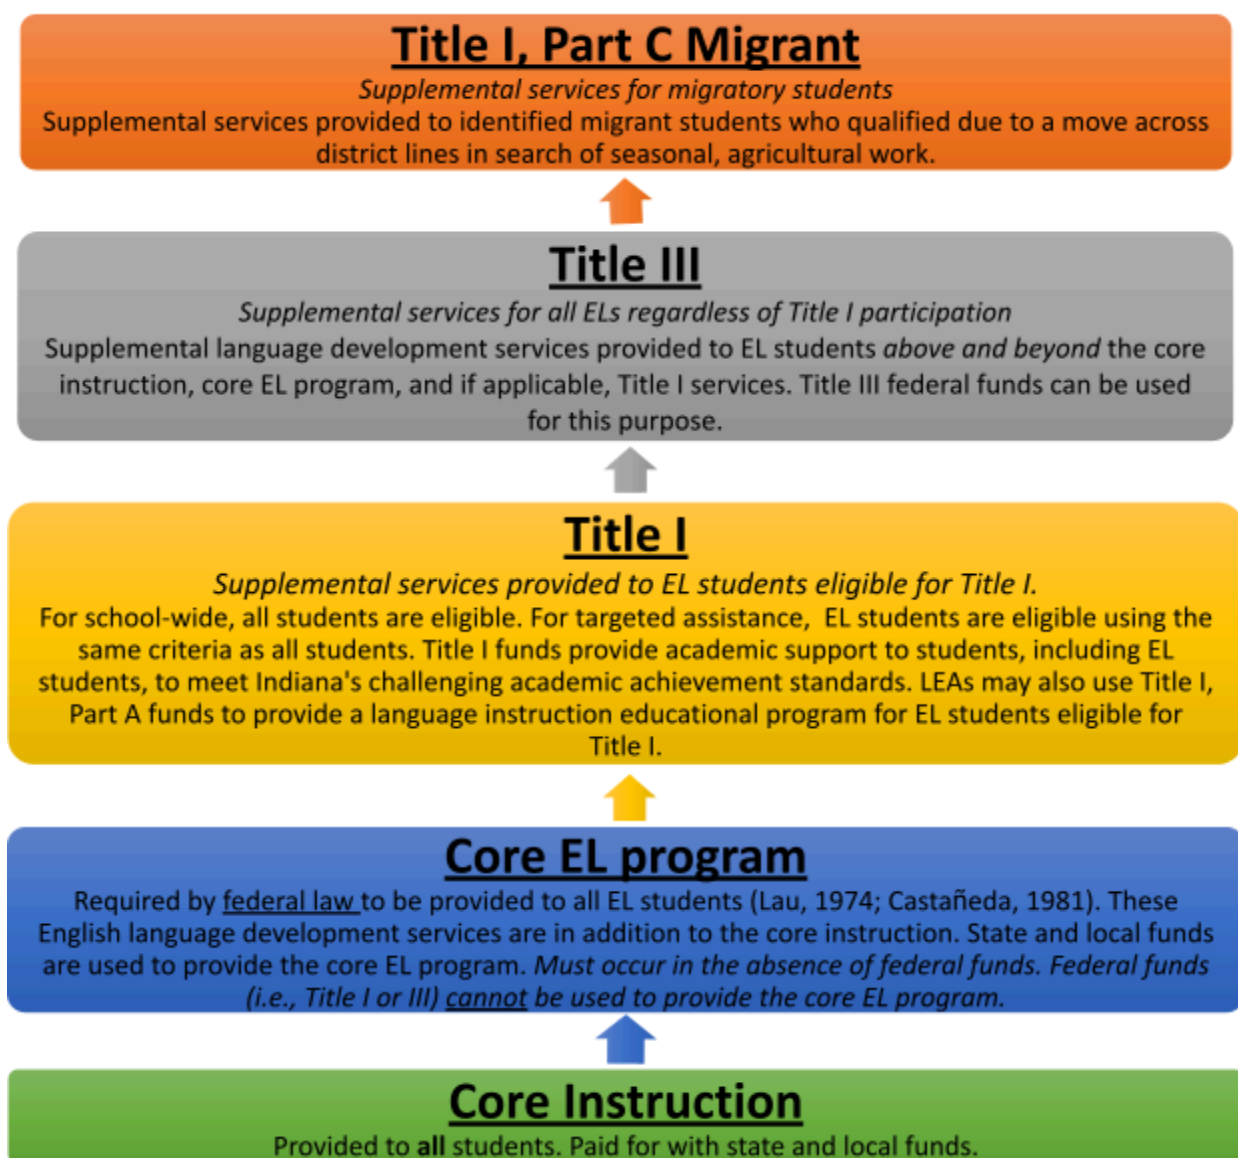 Title I, Part C Migrant
Supplemental services for migratory students
Supplemental services provided to identified migrant students who qualified due to a move across
district lines in search of seasonal, agricultural work.
Title III
Supplemental services for all ELs regardless of Title I participation
Supplemental language development services provided to EL students above and beyond the core
instruction, core EL program, and if applicable, Title I services. Title III federal funds can be used
for this purpose.
Title I
Supplemental services provided to EL students eligible for Title I.
For school-wide, all students are eligible. For targeted assistance, EL students are eligible using the
same criteria as all students. Title I funds provide academic support to students, including EL
students, to meet Indiana's challenging academic achievement standards. LEAs may also use Title I,
Part A funds to provide a language instruction educational program for EL students eligible for
Title I.
Core EL program
Required by federal law to be provided to all EL students (Lau, 1974; Castañeda, 1981). These
English language development services are in addition to the core instruction. State and local funds
are used to provide the core EL program. Must occur in the absence of federal funds. Federal funds
(i.e., Title I or III) cannot be used to provide the core EL program.
Core Instruction
Provided to all students. Paid for with state and local funds.